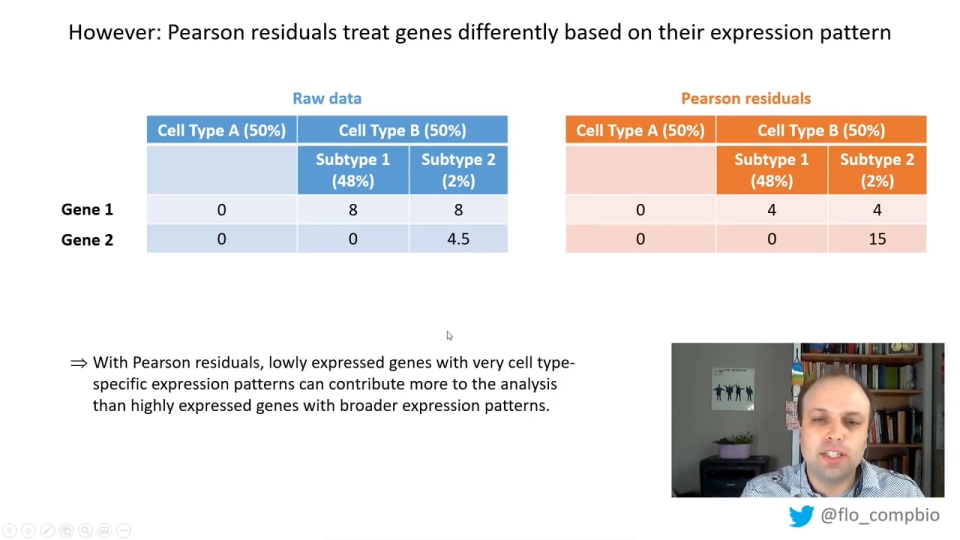 However: Pearson residuals treat genes differently based on their expression pattern
Raw data
Cell Type A (50%) Cell Type B (50%)
Subtype 1 (48%) Subtype 2 (2%)
Gene 1 0 8 8
Gene 2 0 0 4.5
Pearson residuals
Cell Type A (50%) Cell Type B (50%)
Subtype 1 (48%) Subtype 2 (2%)
0 4 4
0 0 15
⇒ With Pearson residuals, lowly expressed genes with very cell type-
specific expression patterns can contribute more to the analysis
than highly expressed genes with broader expression patterns.
@flo_compbio